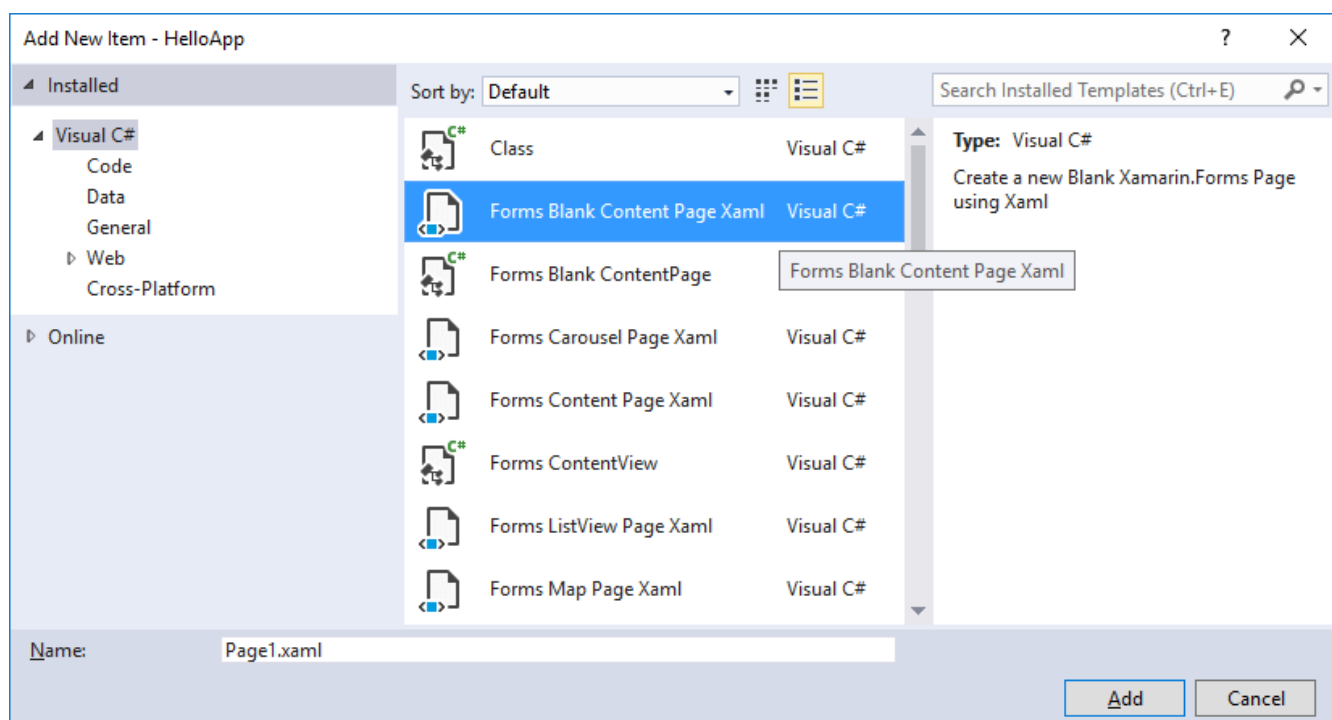 Add New Item - HelloApp
?
Installed
Sort by: Default
Search Installed Templates (Ctrl+E)
Visual C#
Code
Data
General
Web
Cross-Platform
Online
C# Class Visual C#
Forms Blank Content Page Xaml Visual C#
C# Forms Blank ContentPage
Forms Carousel Page Xaml Visual C#
Forms Content Page Xaml Visual C#
C# Forms ContentView Visual C#
Forms ListView Page Xaml Visual C#
Forms Map Page Xaml Visual C#
Forms Blank Content Page Xaml
Type: Visual C#
Create a new Blank Xamarin.Forms Page
using Xaml
Name: Page1.xaml
Add Cancel